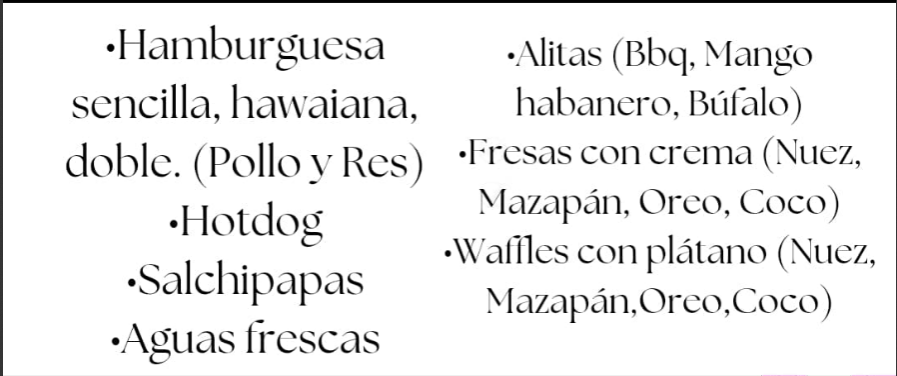 •Hamburguesa
sencilla, hawaiana,
doble. (Pollo y Res)
•Hotdog
•Salchipapas
•Aguas frescas
•Alitas (Bbq, Mango
habanero, Búfalo)
•Fresas con crema (Nuez,
Mazapán, Oreo, Coco)
•Waffles con plátano (Nuez,
Mazapán,Oreo,Coco)